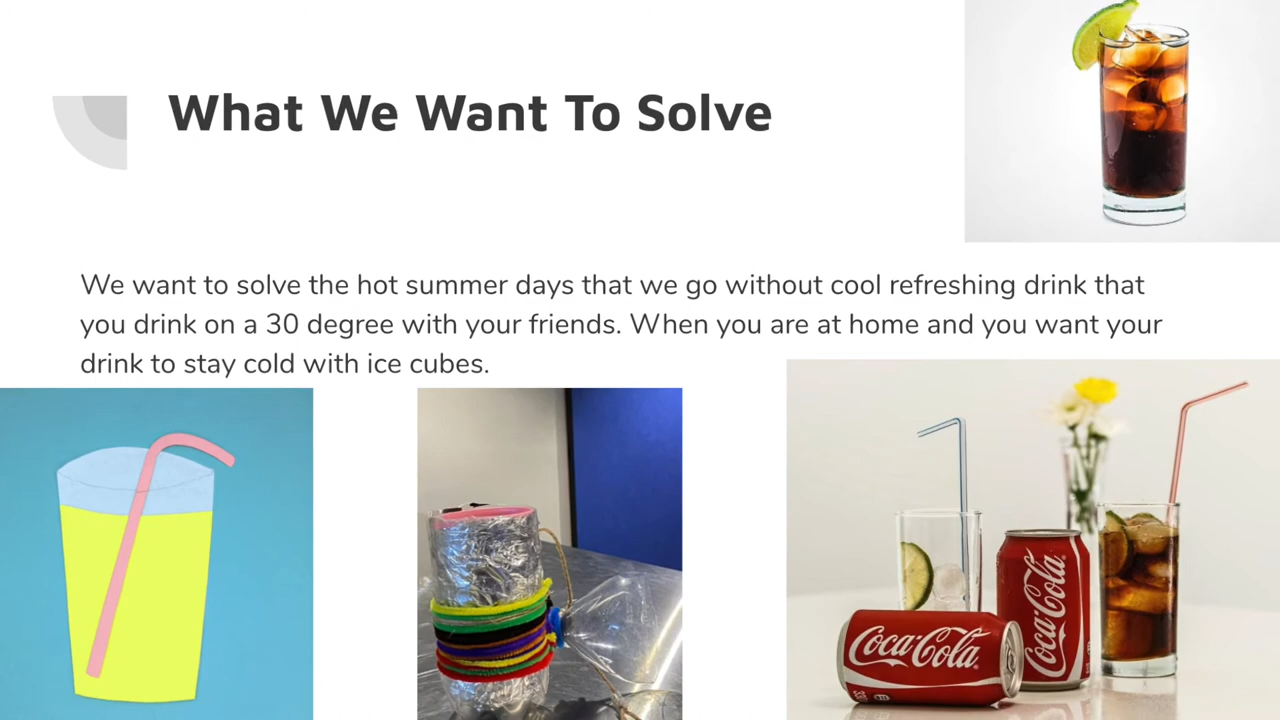 What We Want To Solve
We want to solve the hot summer days that we go without cool refreshing drink that
you drink on a 30 degree with your friends. When you are at home and you want your
drink to stay cold with ice cubes.
Coca-Cola
Coca-Cola